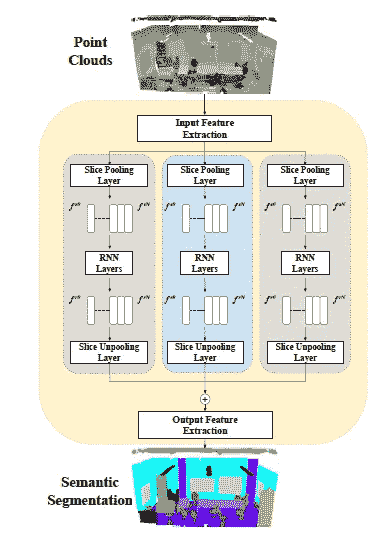 Point
Clouds
Input Feature
Extraction
Slice Pooling
Layer
Slice Pooling
Layer
Slice Pooling
Layer
RNN
Layers
RNN
Layers
RNN
Layers
Slice Unpooling
Layer
Slice Unpooling
Layer
Slice Unpooling
Layer
+
Output Feature
Extraction
Semantic
Segmentation